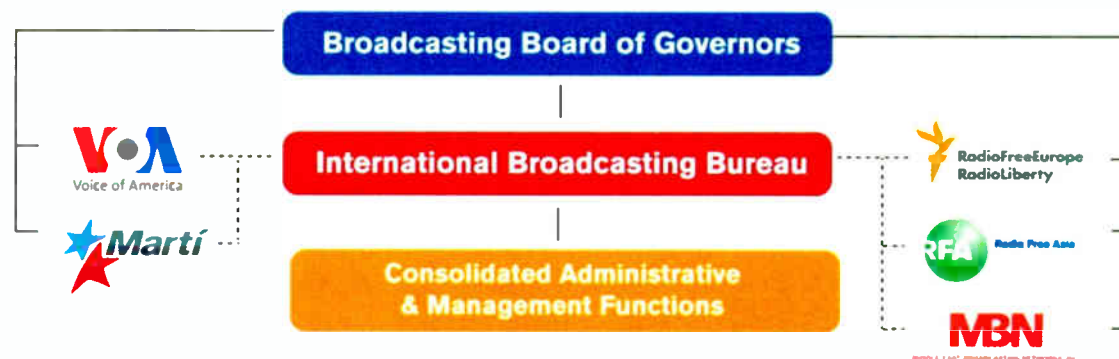 Broadcasting Board of Governors
VOA
Voice of America
International Broadcasting Bureau
RadioFreeEurope
RadioLiberty
Martí
RFA
Radio Free Asia
Consolidated Administrative
& Management Functions
MBN